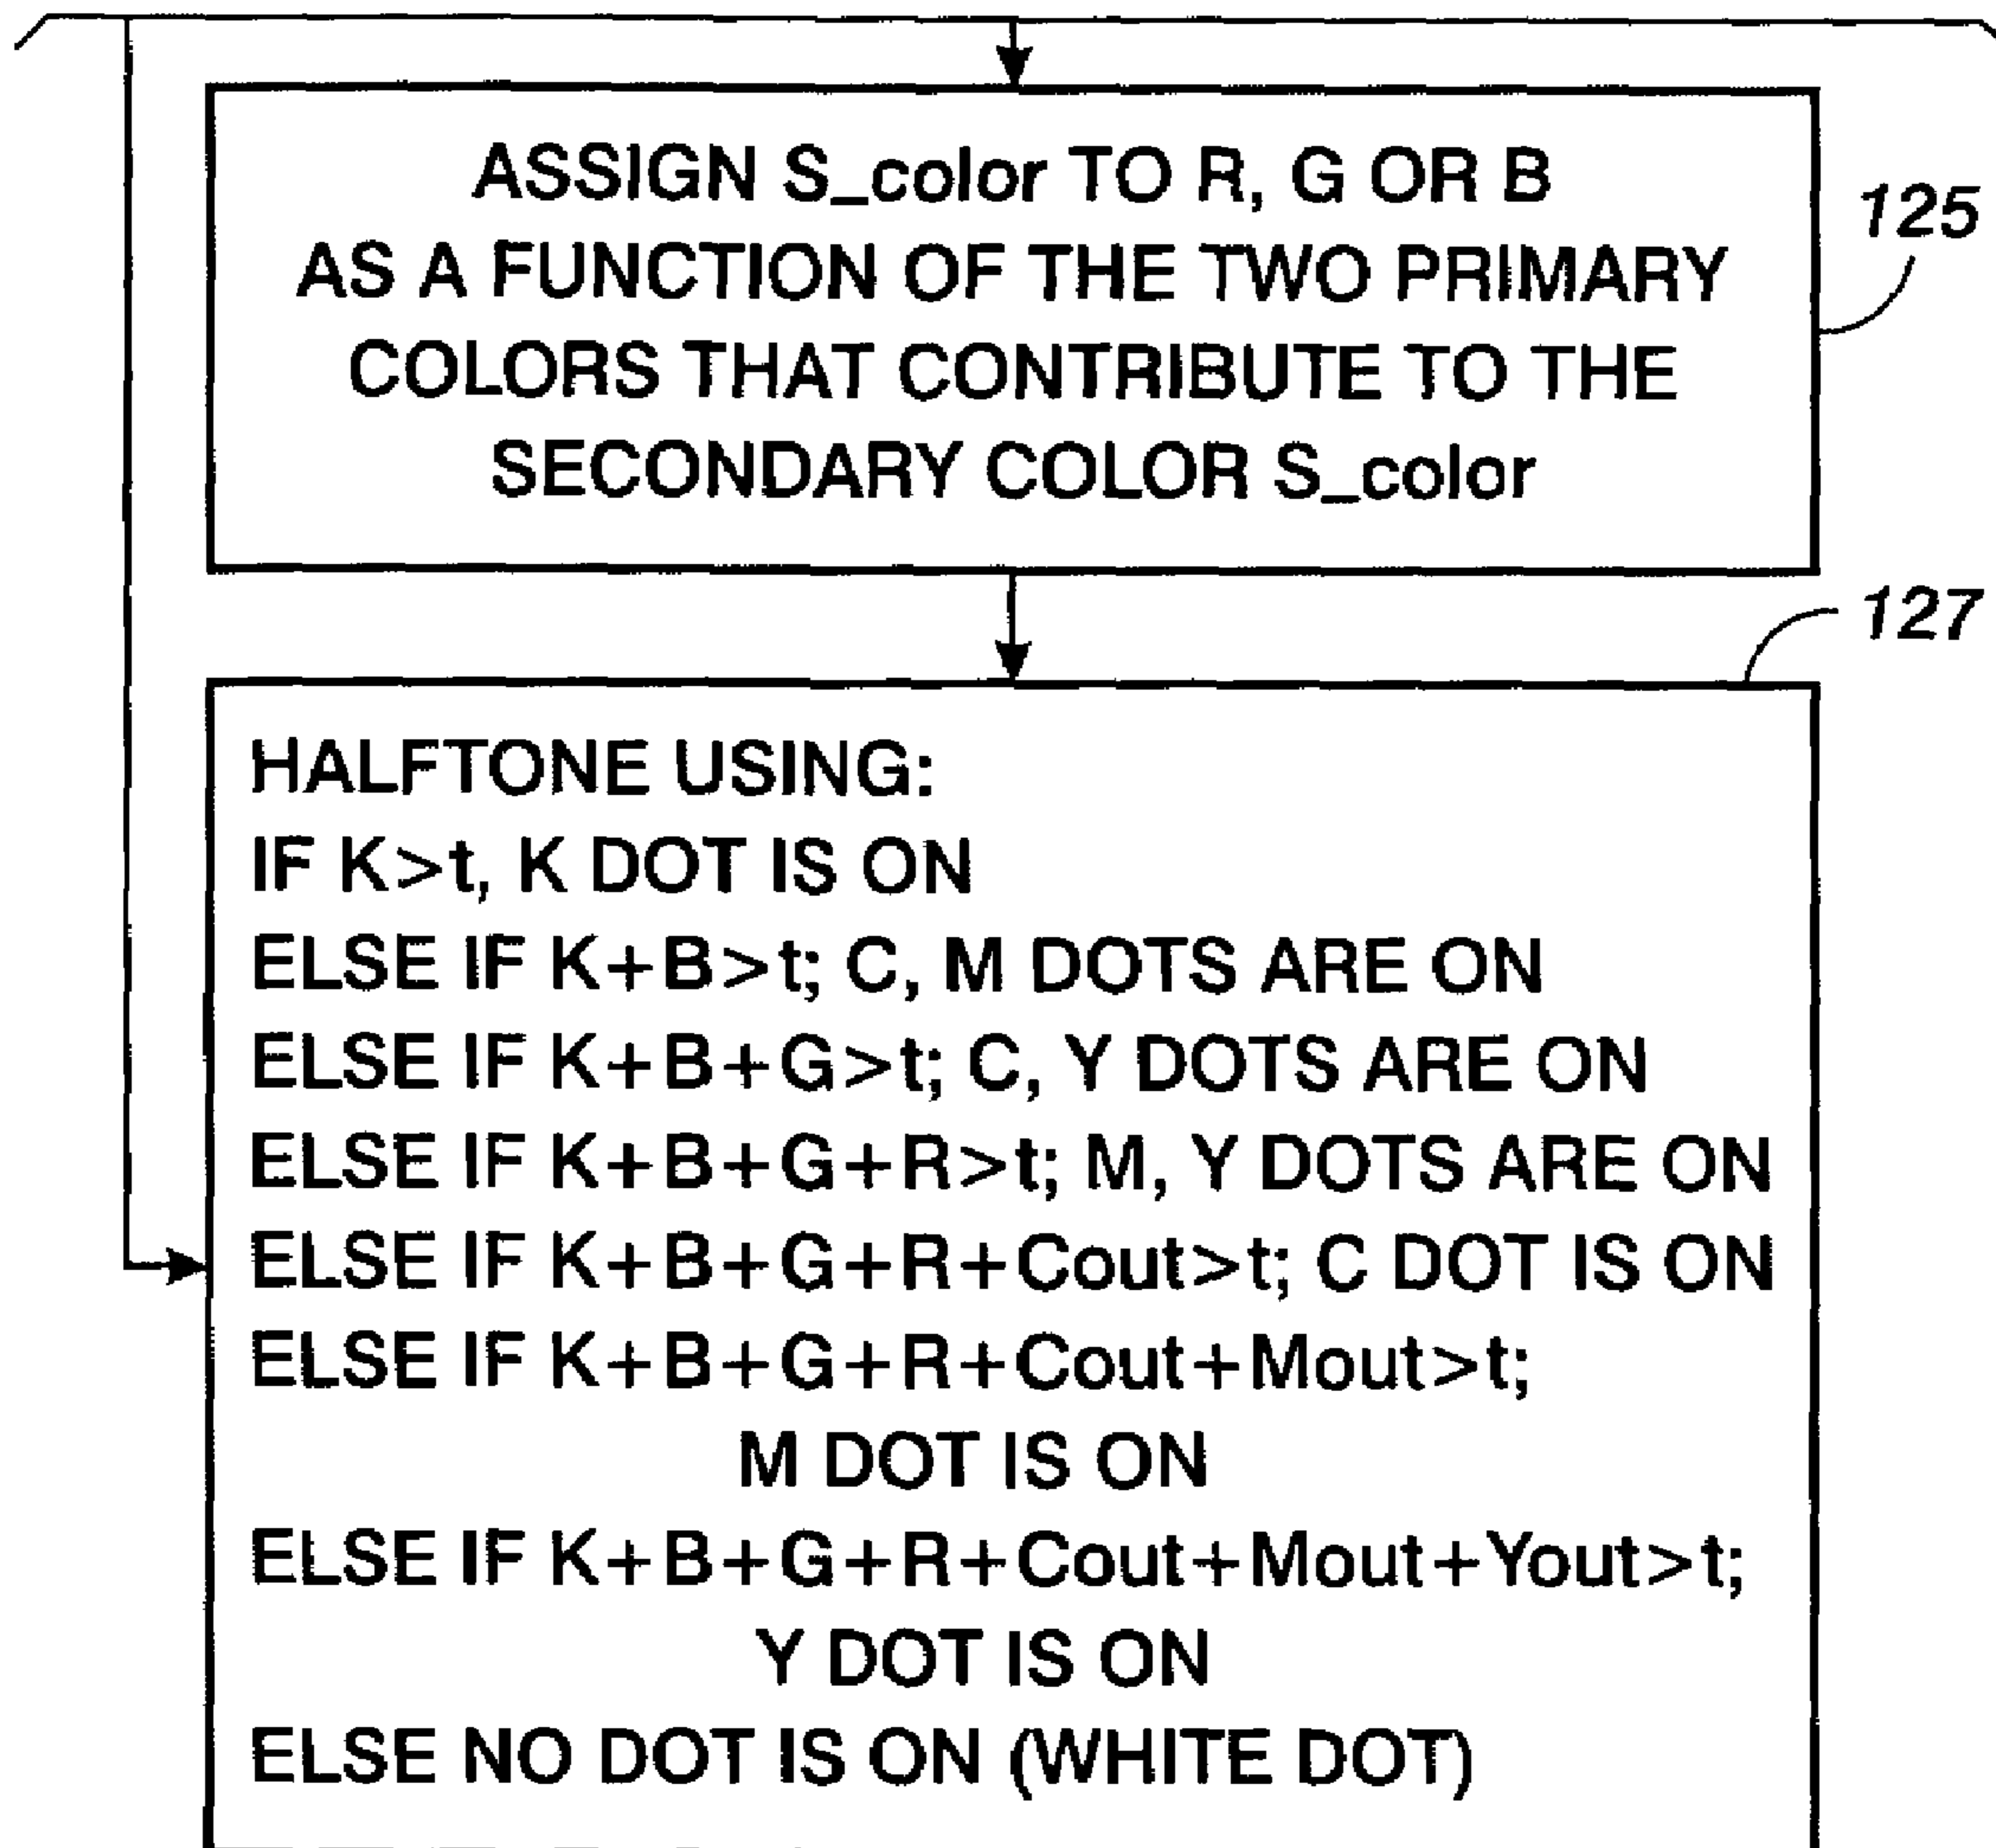 ASSIGN S_color TO R, G OR B
AS A FUNCTION OF THE TWO PRIMARY
COLORS THAT CONTRIBUTE TO THE
SECONDARY COLOR S_color
125
127
HALFTONE USING:
IF K>t, K DOT IS ON
ELSE IF K+B>t; C, M DOTS ARE ON
ELSE IF K+B+G>t; C, Y DOTS ARE ON
ELSE IF K+B+G+R>t; M, Y DOTS ARE ON
ELSE IF K+B+G+R+Cout>t; C DOT IS ON
ELSE IF K+B+G+R+Cout+Mout>t;
M DOT IS ON
ELSE IF K+B+G+R+Cout+Mout+Yout>t;
Y DOT IS ON
ELSE NO DOT IS ON (WHITE DOT)